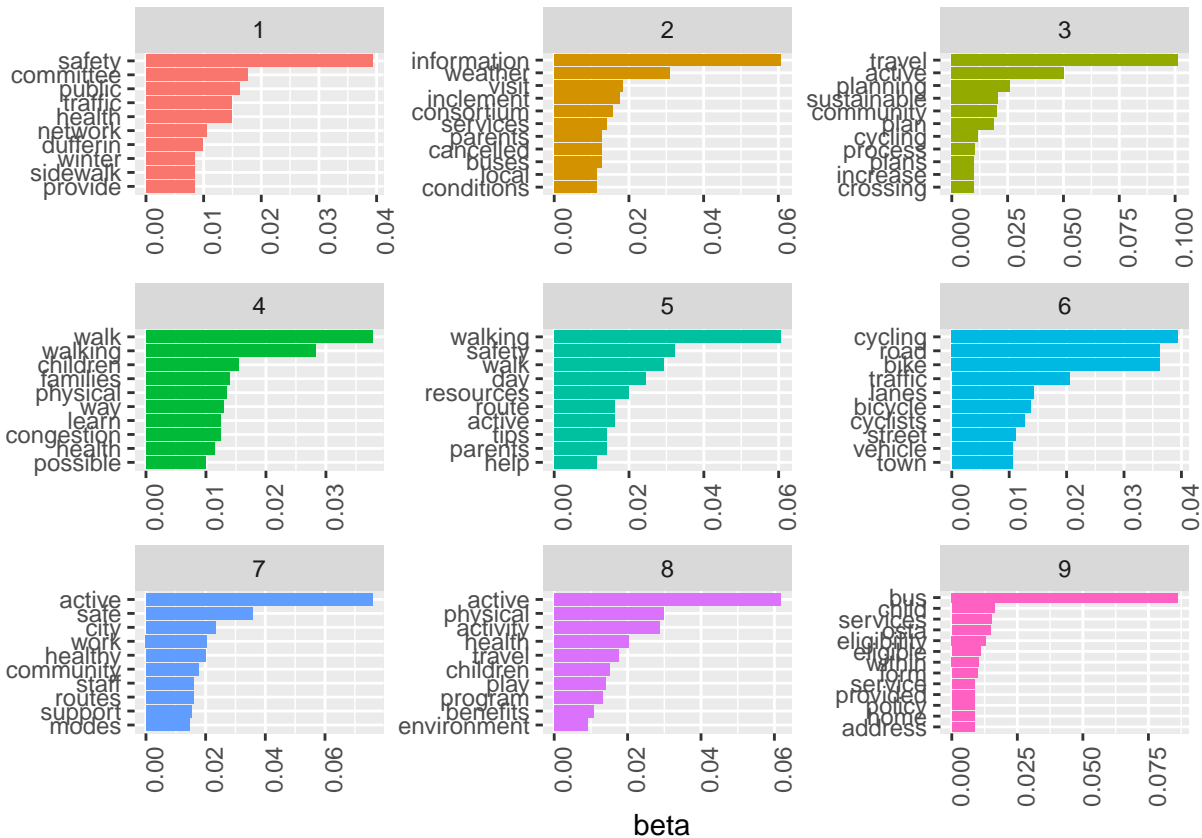 1
safety
committee
public
traffic
health
network
dufferin
winter
sidewalk
provide
0.00 0.01 0.02 0.03 0.04
2
information
weather
visit
inclement
consortium
services
parents
cancelled
buses
local
conditions
0.00 0.02 0.04 0.06
3
travel
active
planning
sustainable
community
plan
cycling
process
plans
increase
crossing
0.000 0.025 0.050 0.075 0.100
4
walk
walking
children
families
physical
way
learn
congestion
health
possible
0.00 0.01 0.02 0.03
5
walking
safety
walk
day
resources
route
active
tips
parents
help
0.00 0.02 0.04 0.06
6
cycling
road
bike
traffic
lanes
bicycle
cyclists
street
vehicle
town
0.00 0.01 0.02 0.03 0.04
7
active
safe
city
work
healthy
community
staff
routes
support
modes
0.00 0.02 0.04 0.06
8
active
physical
activity
health
travel
children
play
program
benefits
environment
0.00 0.02 0.04 0.06
9
bus
child
services
osta
eligibility
eligible
within
form
service
provided
policy
home
address
0.000 0.025 0.050 0.075
beta